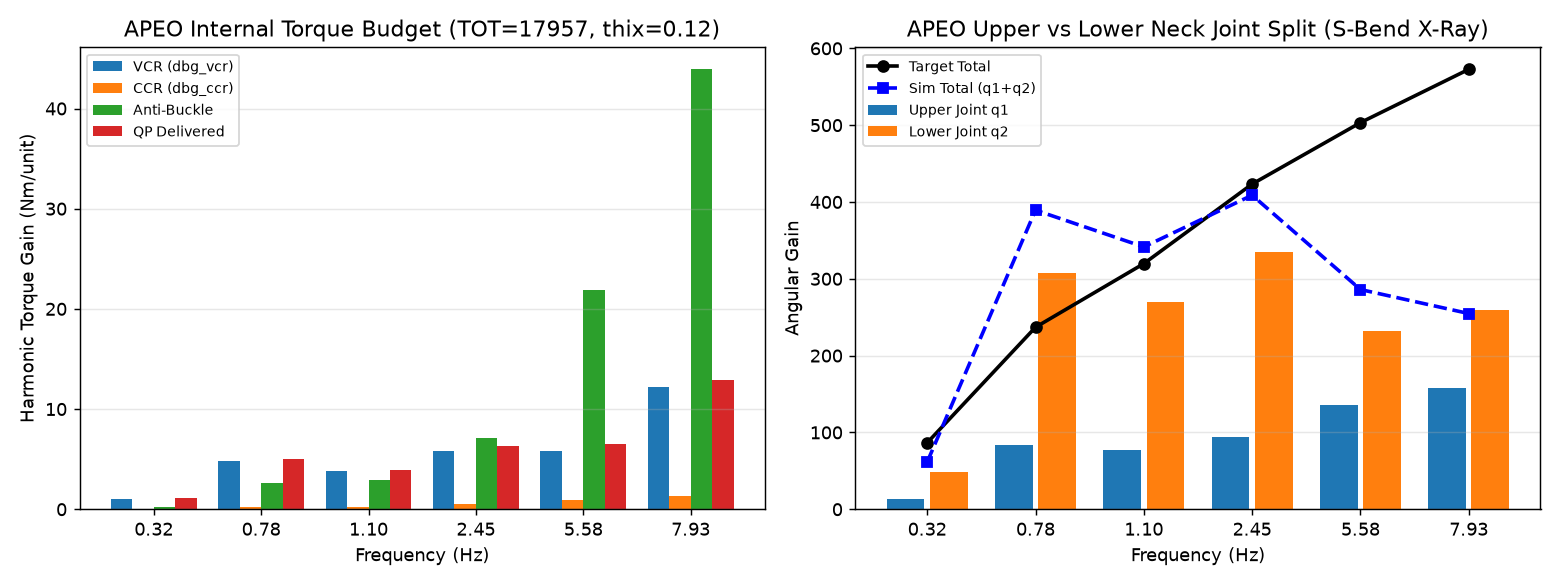 APEO Internal Torque Budget (TOT=17957, thix=0.12)
VCR (dbg_vcr)
CCR (dbg_ccr)
Anti-Buckle
QP Delivered
Harmonic Torque Gain (Nm/unit)
40
30
20
10
0
0.32 0.78 1.10 2.45 5.58 7.93
Frequency (Hz)
APEO Upper vs Lower Neck Joint Split (S-Bend X-Ray)
Target Total
Sim Total (q1+q2)
Upper Joint q1
Lower Joint q2
Angular Gain
600
500
400
300
200
100
0
0.32 0.78 1.10 2.45 5.58 7.93
Frequency (Hz)